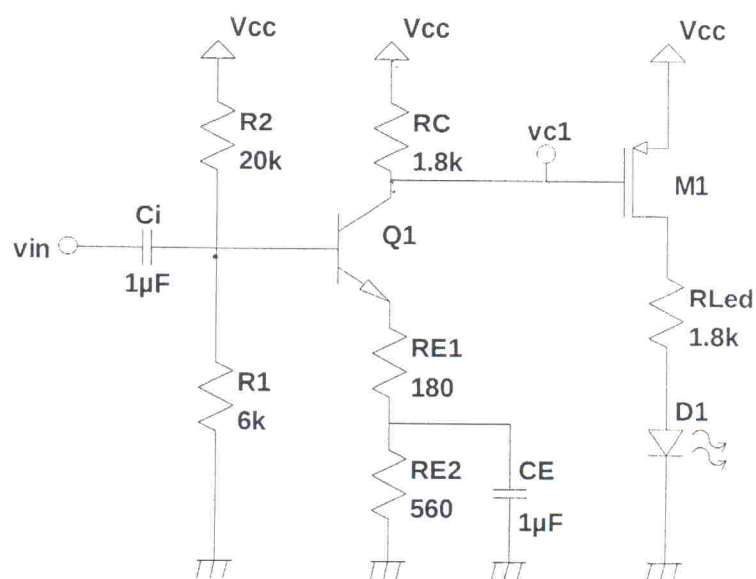 Vcc
Vcc
Vcc
R2
20k
RC
1.8k
vc1
M1
Ci
vin
1µF
Q1
RLed
1.8k
RE1
180
R1
6k
D1
RE2
560
CE
1µF